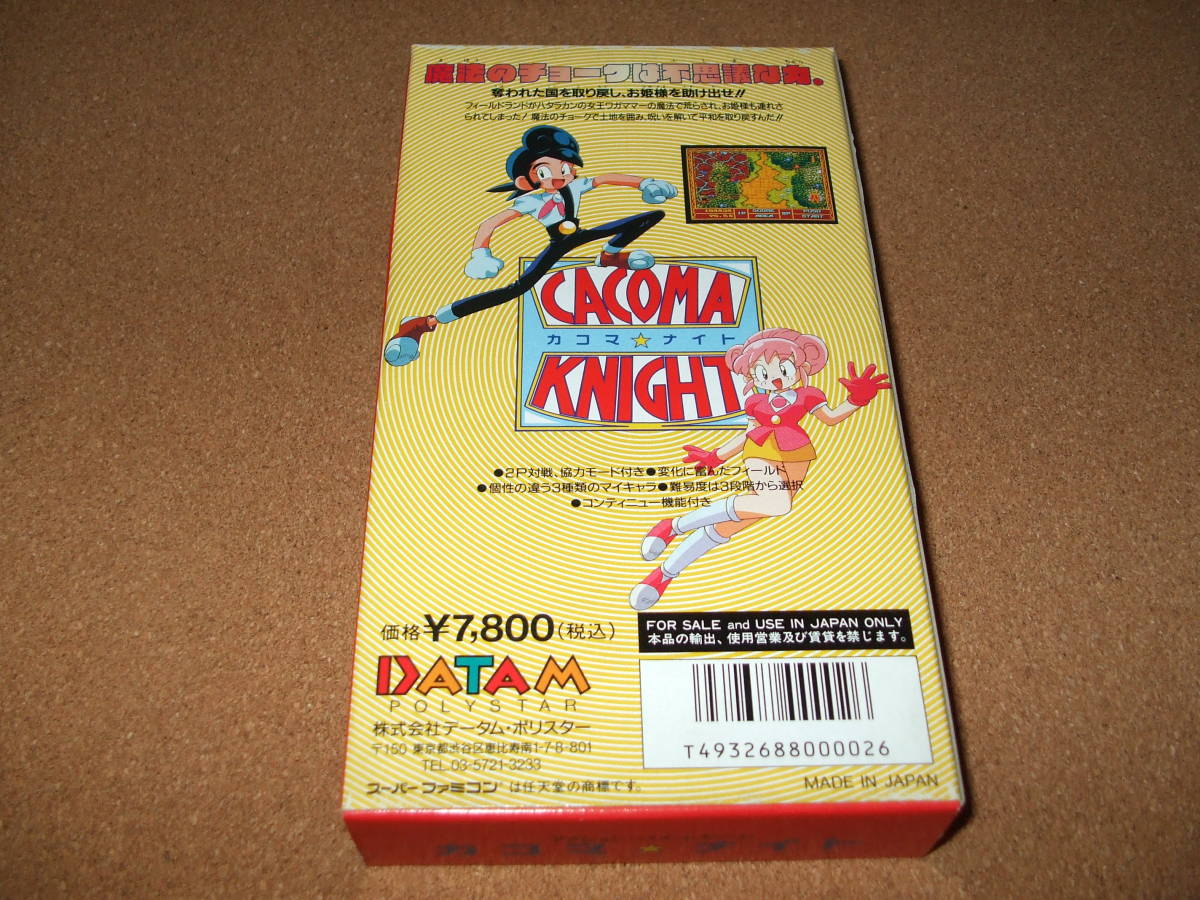 魔法のチョークは不思議な力。
奪われた国を取り戻し、お姫様を助け出せ!!
フィールドランドがハタラカンの女王ワガママーの魔法で荒らされ、お姫様も連れさ
られてしまった!魔法のチョークで土地を囲み、呪いを解いて平和を取り戻すんだ!!
CACOMA
カコマ☆ナイト
KNIGHT
●2P対戦、協力モード付き●変化に富んだフィールド
●個性の違う3種類のマイキャラ●難易度は3段階から選択
●コンティニュー機能付き
価格¥7,800(税込)
FOR SALE and USE IN JAPAN ONLY
本品の輸出、使用営業及び賃貸を禁じます。
DATAM
POLYSTAR
株式会社データム・ポリスター
〒150 東京都渋谷区恵比寿南1-7-8-801
TEL.03-5721-3233
T4932688000026
スーパーファミコンは任天堂の商標です。
MADE IN JAPAN